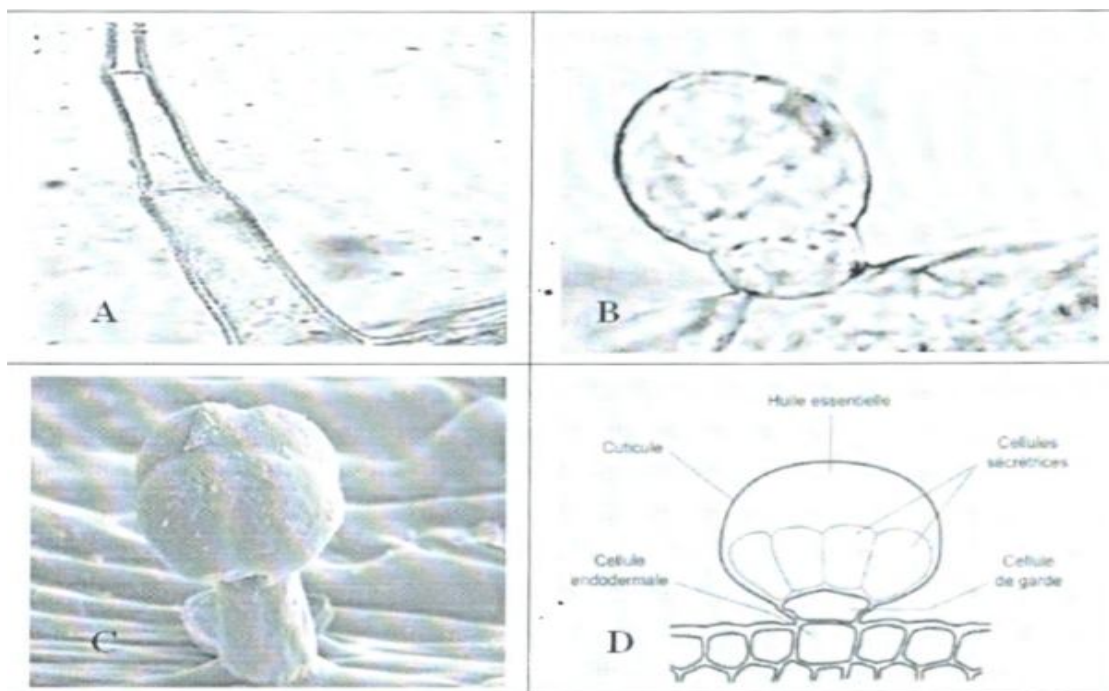 A
B
C
Huile essentielle
Cuticule
Cellules
sécrétrices
Cellule
endodermale
Cellule
de garde
D